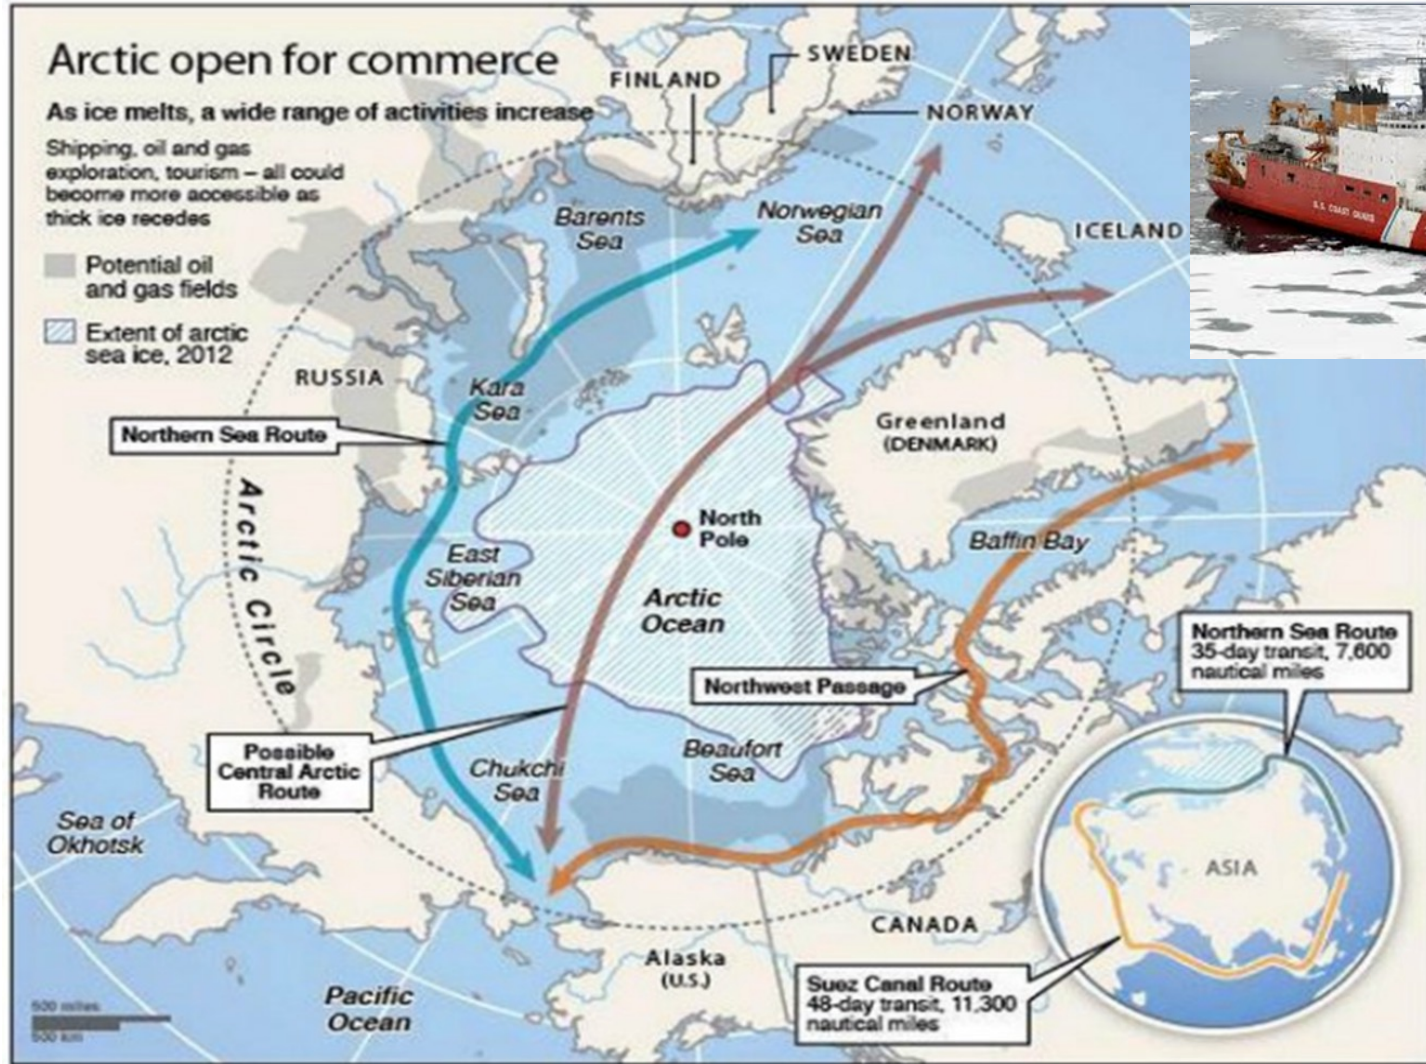 Arctic open for commerce
As ice melts, a wide range of activities increase
Shipping, oil and gas
exploration, tourism – all could
become more accessible as
thick ice recedes
Potential oil
and gas fields
Extent of arctic
sea ice, 2012
FINLAND
SWEDEN
NORWAY
ICELAND
U.S. COAST GUARD
Barents
Sea
Norwegian
Sea
RUSSIA
Kara
Sea
Northern Sea Route
Greenland
(DENMARK)
Arctic Circle
North
Pole
Baffin Bay
East
Siberian
Sea
Arctic
Ocean
Northwest Passage
Northern Sea Route
35-day transit, 7,600
nautical miles
Possible
Central Arctic
Route
Chukchi
Sea
Beaufort
Sea
Sea of
Okhotsk
ASIA
CANADA
Alaska
(U.S.)
Suez Canal Route
48-day transit, 11,300
nautical miles
Pacific
Ocean
500 miles
500 km